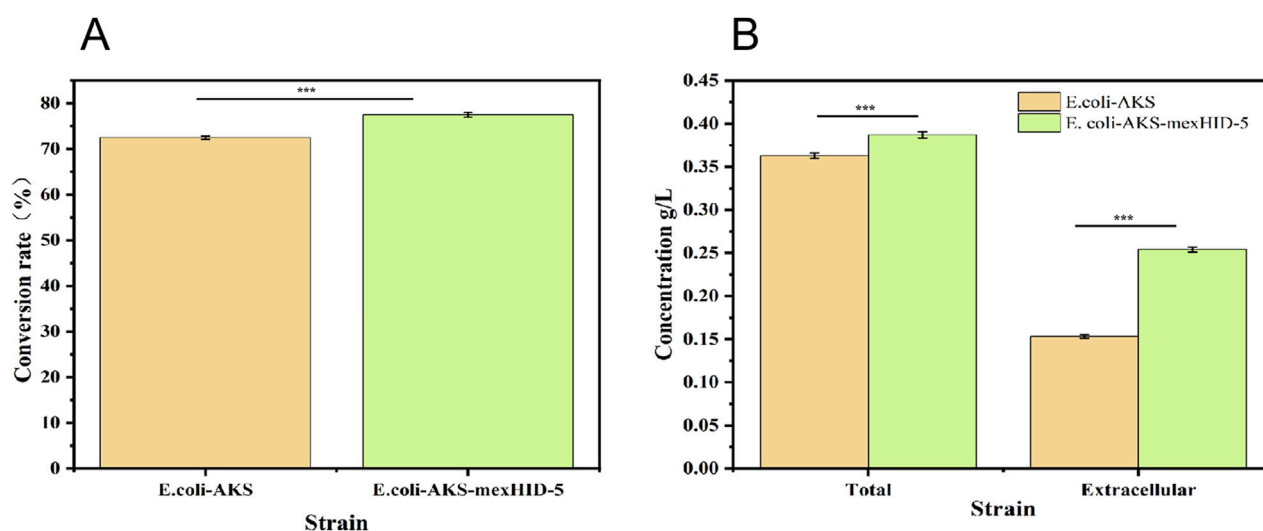 A
Conversion rate（%）
80
70
60
50
40
30
20
10
0
***
E.coli-AKS
E.coli-AKS-mexHID-5
Strain
B
Concentration g/L
0.45
0.40
0.35
0.30
0.25
0.20
0.15
0.10
0.05
0.00
E.coli-AKS
E. coli-AKS-mexHID-5
***
***
Total
Extracellular
Strain